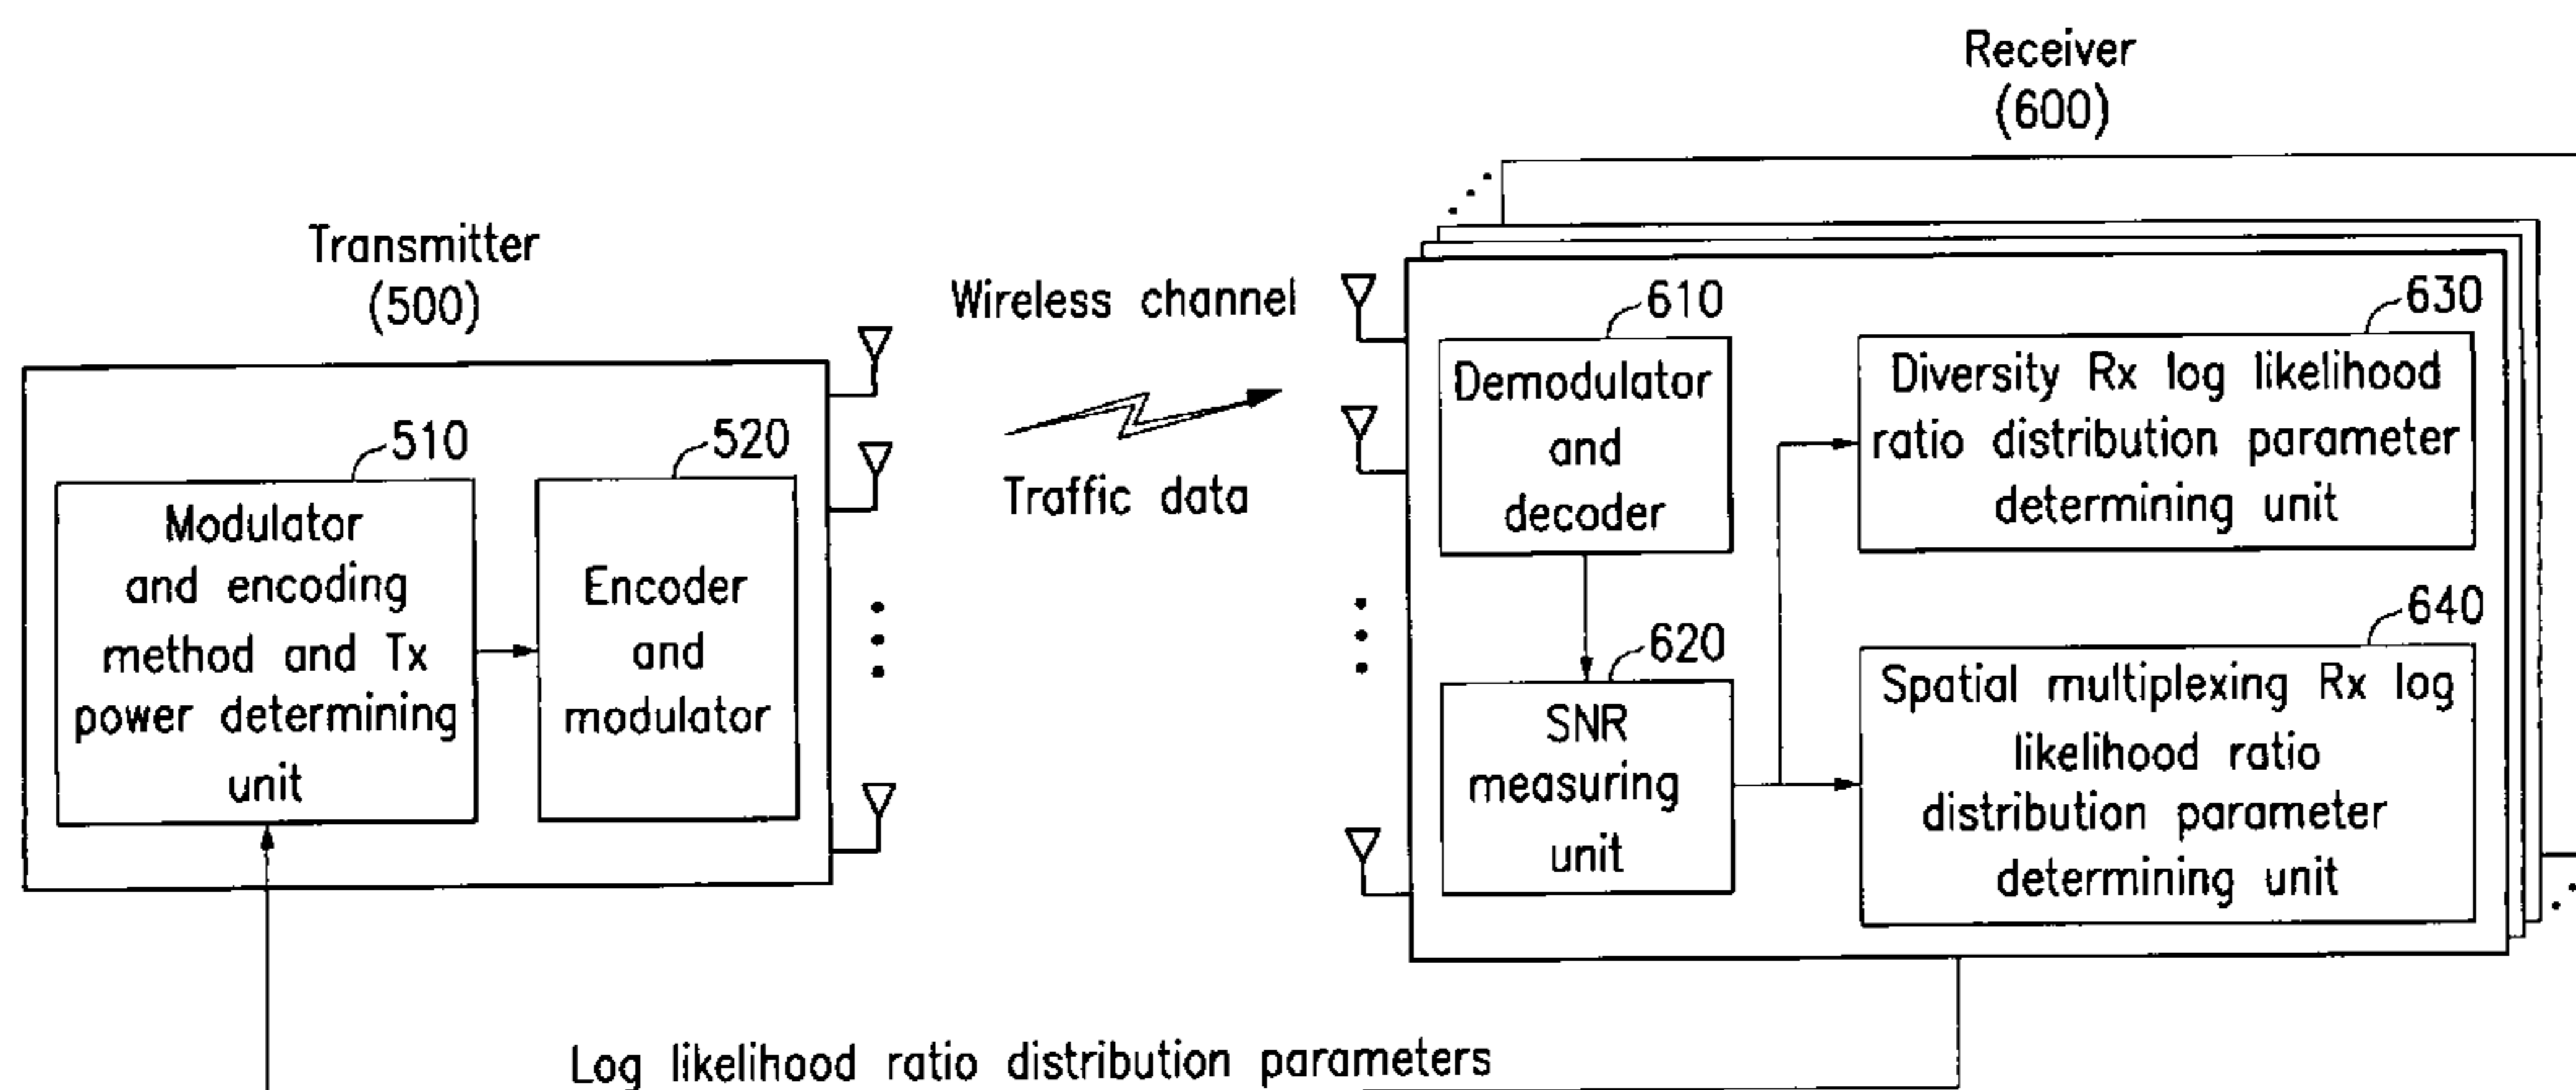 Receiver
(600)
Transmitter
(500)
Wireless channel
Traffic data
510
Modulator
and encoding
method and Tx
power determining
unit
520
Encoder
and
modulator
610
Demodulator
and
decoder
620
SNR
measuring
unit
630
Diversity Rx log likelihood
ratio distribution parameter
determining unit
640
Spatial multiplexing Rx log
likelihood ratio
distribution parameter
determining unit
Log likelihood ratio distribution parameters